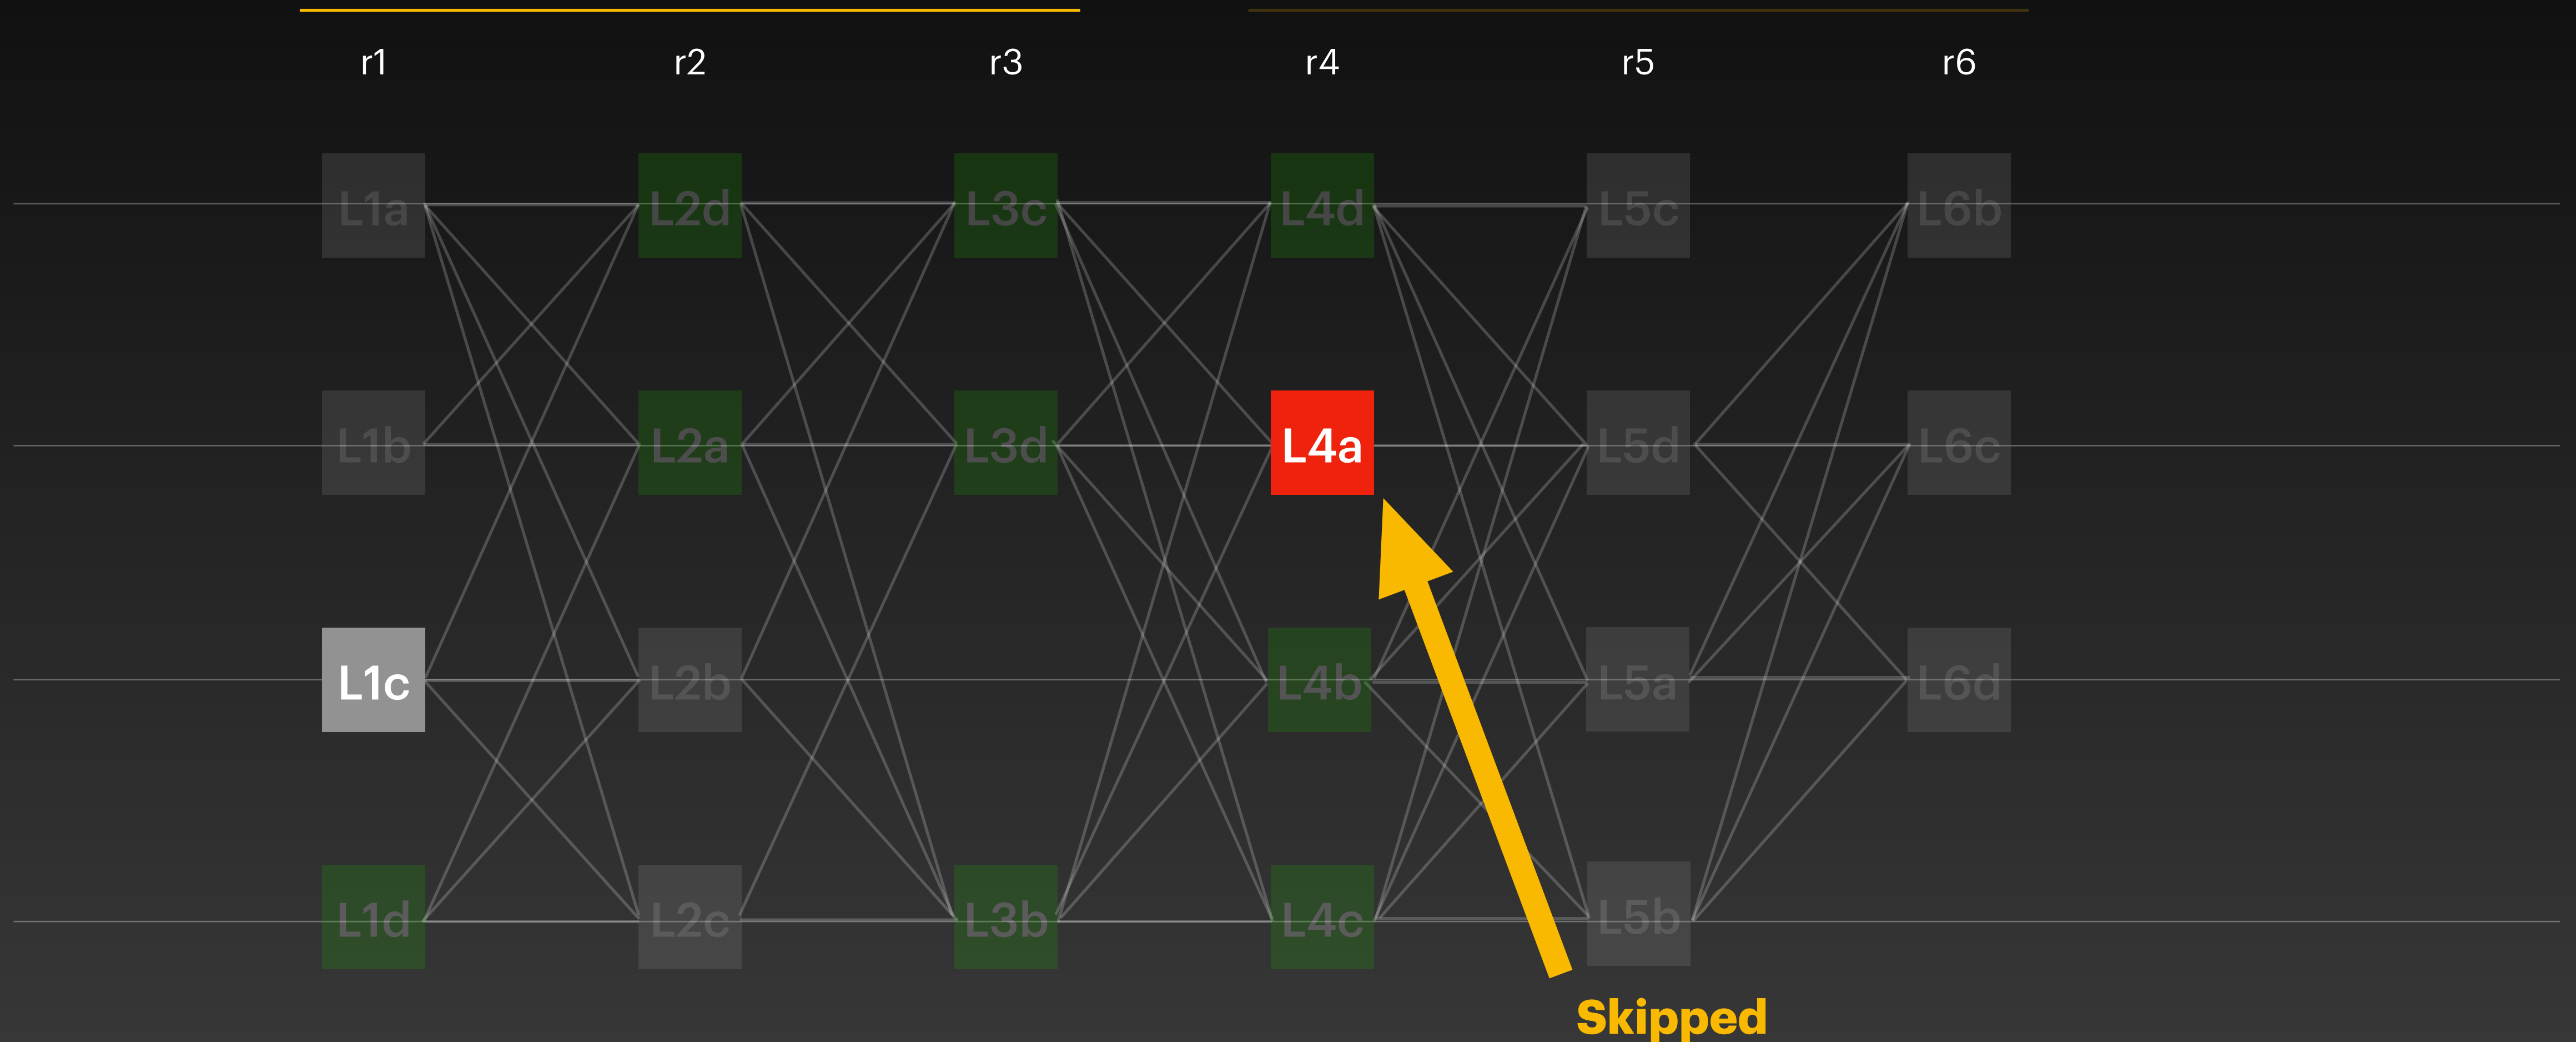 r1 r2 r3 r4 r5 r6
L1a L2d L3c L4d L5c L6b
L1b L2a L3d L4a L5d L6c
L1c L2b L4b L5a L6d
L1d L2c L3b L4c L5b
Skipped